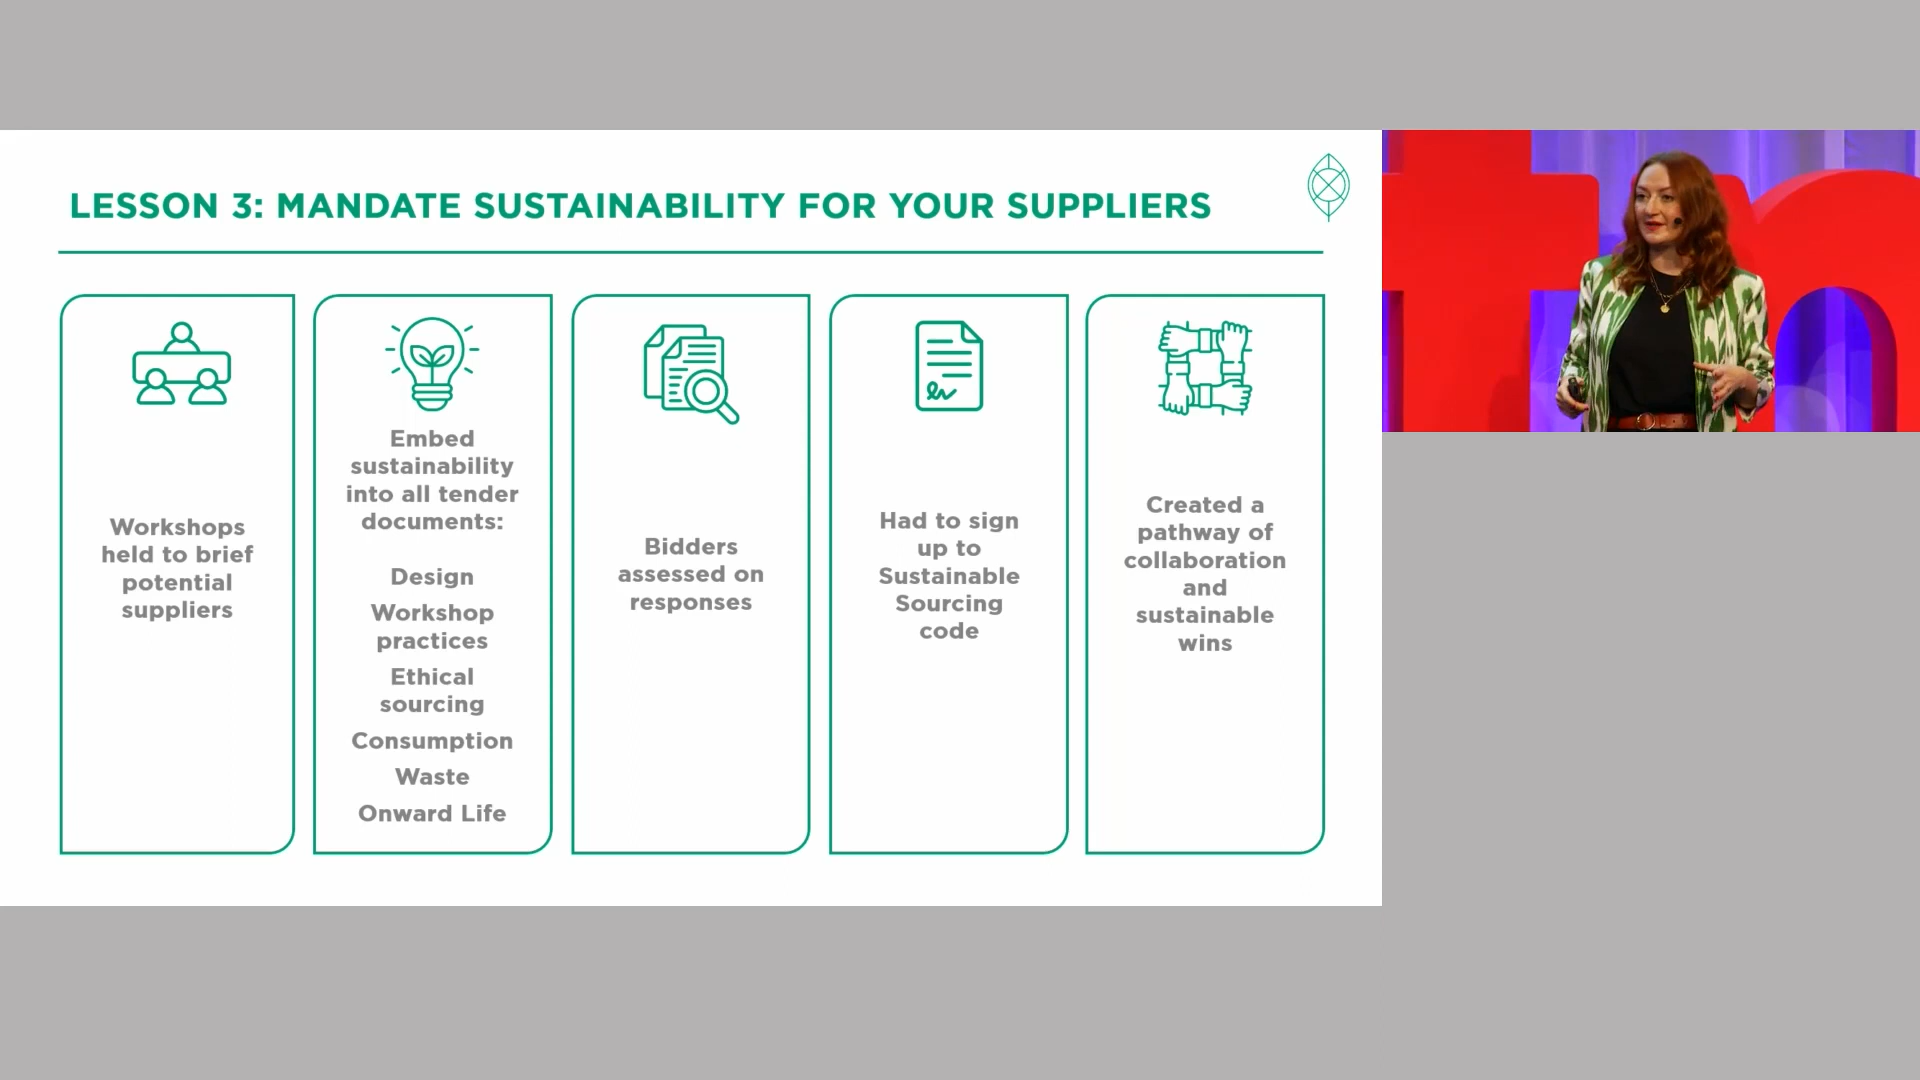 LESSON 3: MANDATE SUSTAINABILITY FOR YOUR SUPPLIERS
Workshops
held to brief
potential
suppliers
Embed
sustainability
into all tender
documents:
Design
Workshop
practices
Ethical
sourcing
Consumption
Waste
Onward Life
Bidders
assessed on
responses
Had to sign
up to
Sustainable
Sourcing
code
Created a
pathway of
collaboration
and
sustainable
wins